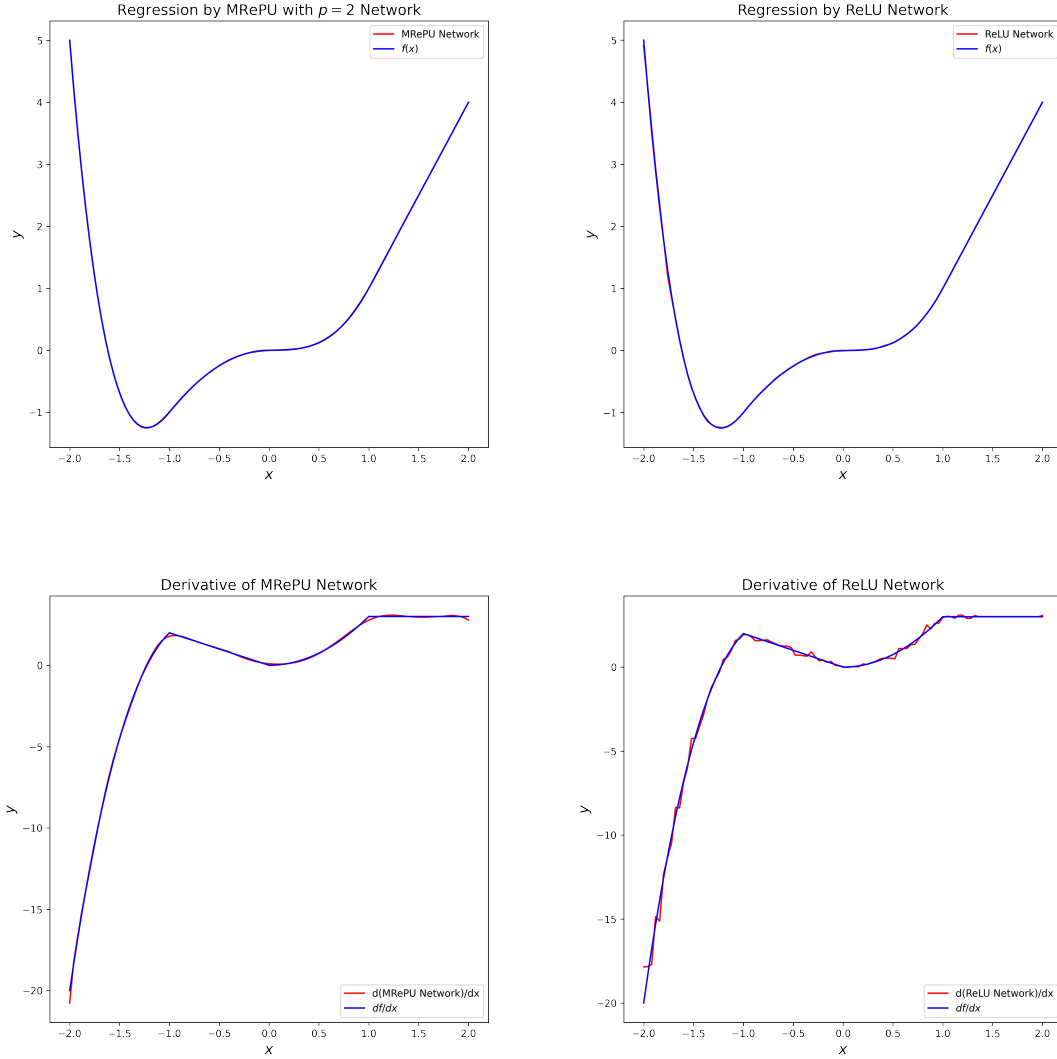 Regression by MRePU with p = 2 Network
MRePU Network
f(x)
5
4
3
2
1
0
−1
y
−2.0 −1.5 −1.0 −0.5 0.0 0.5 1.0 1.5 2.0
x
Regression by ReLU Network
ReLU Network
f(x)
5
4
3
2
1
0
−1
y
−2.0 −1.5 −1.0 −0.5 0.0 0.5 1.0 1.5 2.0
x
Derivative of MRePU Network
0
−5
−10
−15
−20
y
d(MRePU Network)/dx
df/dx
−2.0 −1.5 −1.0 −0.5 0.0 0.5 1.0 1.5 2.0
x
Derivative of ReLU Network
0
−5
−10
−15
−20
y
d(ReLU Network)/dx
df/dx
−2.0 −1.5 −1.0 −0.5 0.0 0.5 1.0 1.5 2.0
x